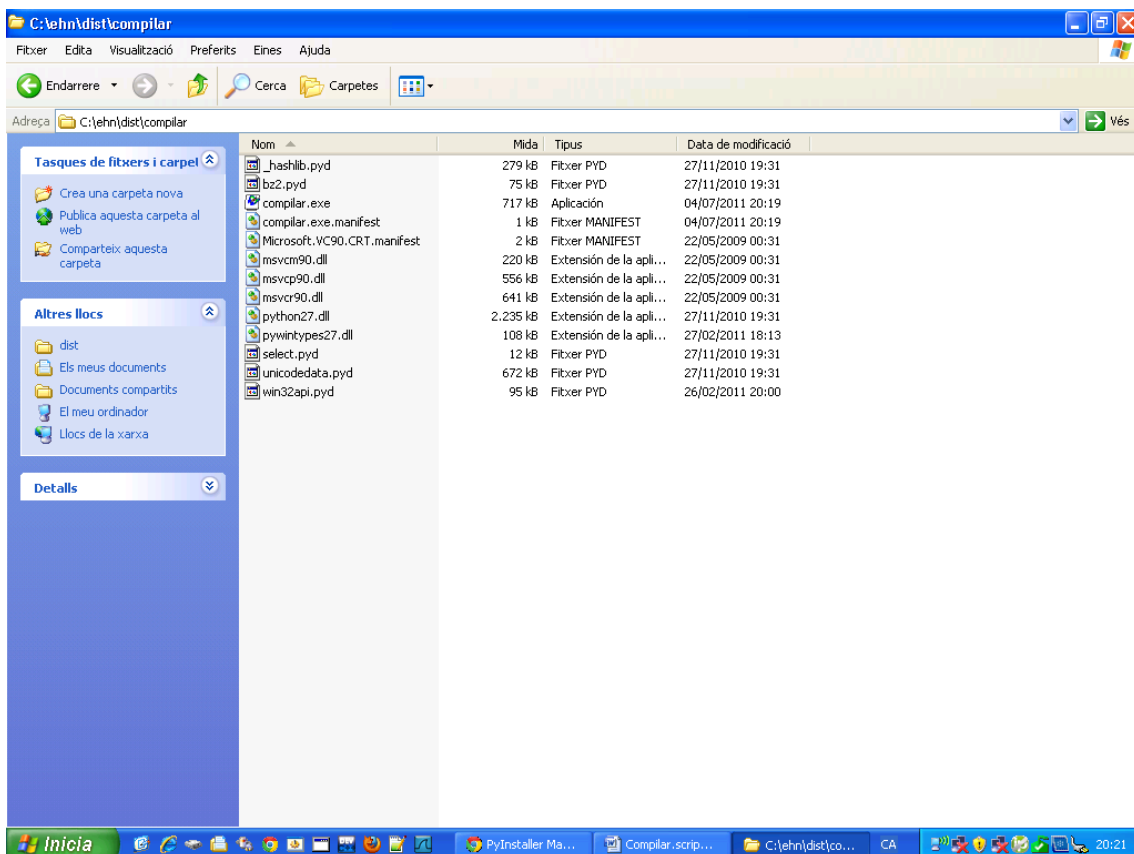 C:\ehn\dist\compilar
Fitxer Edita Visualització Preferits Eines Ajuda
Endarrere Cerca Carpetes
Adreça C:\ehn\dist\compilar Vés
Tasques de fitxers i carpet
Crea una carpeta nova
Publica aquesta carpeta al
web
Comparteix aquesta
carpeta
Altres llocs
dist
Els meus documents
Documents compartits
El meu ordinador
Llocs de la xarxa
Detalls
Nom Mida Tipus Data de modificació
_hashlib.pyd 279 kB Fitxer PYD 27/11/2010 19:31
bz2.pyd 75 kB Fitxer PYD 27/11/2010 19:31
compilar.exe 717 kB Aplicación 04/07/2011 20:19
compilar.exe.manifest 1 kB Fitxer MANIFEST 04/07/2011 20:19
Microsoft.VC90.CRT.manifest 2 kB Fitxer MANIFEST 22/05/2009 00:31
msvcm90.dll 220 kB Extensión de la apli... 22/05/2009 00:31
msvcp90.dll 556 kB Extensión de la apli... 22/05/2009 00:31
msvcr90.dll 641 kB Extensión de la apli... 22/05/2009 00:31
python27.dll 2.235 kB Extensión de la apli... 27/11/2010 19:31
pywintypes27.dll 108 kB Extensión de la apli... 27/02/2011 18:13
select.pyd 12 kB Fitxer PYD 27/11/2010 19:31
unicodedata.pyd 672 kB Fitxer PYD 27/11/2010 19:31
win32api.pyd 95 kB Fitxer PYD 26/02/2011 20:00
Inicia PyInstaller Ma... Compilar.scrip... C:\ehn\dist\co... CA 20:21